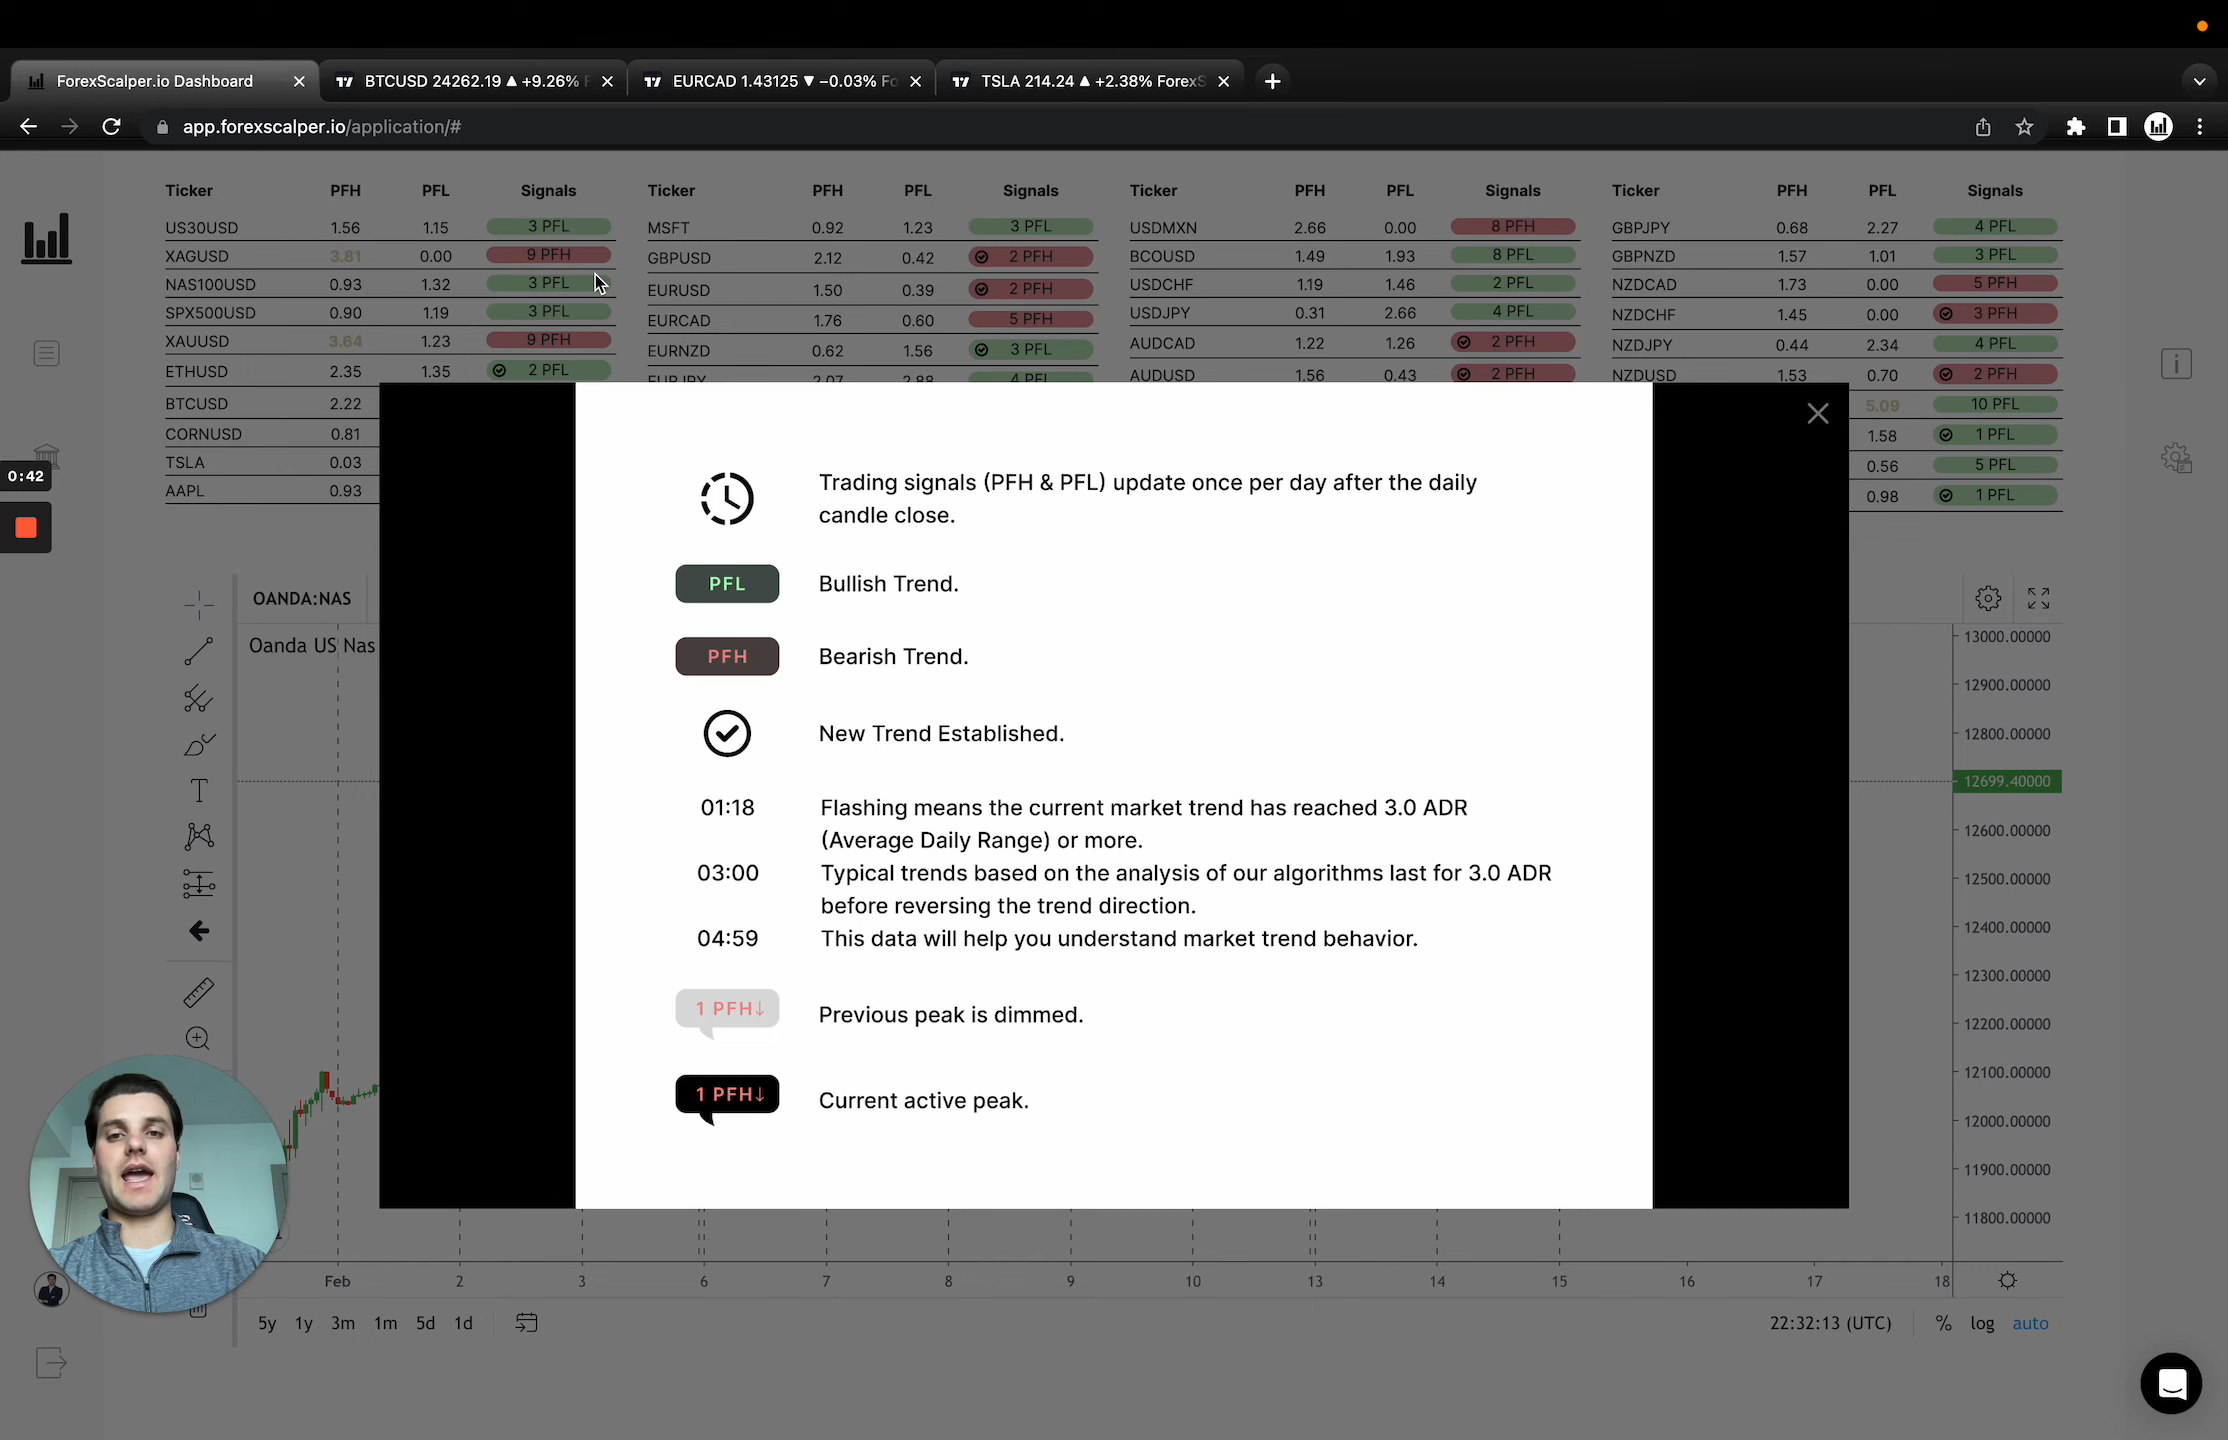 ForexScalper.io Dashboard
BTCUSD 24262.19 ▲ +9.26% F
EURCAD 1.43125 ▼ −0.03% Fo
TSLA 214.24 ▲ +2.38% ForexS
app.forexscalper.io/application/#
Ticker PFH PFL Signals Ticker PFH PFL Signals Ticker PFH PFL Signals Ticker PFH PFL Signals
US30USD 1.56 1.15 3 PFL MSFT 0.92 1.23 3 PFL USDMXN 2.66 0.00 8 PFH GBPJPY 0.68 2.27 4 PFL
XAGUSD 3.81 0.00 9 PFH GBPUSD 2.12 0.42 2 PFH BCOUSD 1.49 1.93 8 PFL GBPNZD 1.57 1.01 3 PFL
NAS100USD 0.93 1.32 3 PFL EURUSD 1.50 0.39 2 PFH USDCHF 1.19 1.46 2 PFL NZDCAD 1.73 0.00 5 PFH
SPX500USD 0.90 1.19 3 PFL EURCAD 1.76 0.60 5 PFH USDJPY 0.31 2.66 4 PFL NZDCHF 1.45 0.00 3 PFH
XAUUSD 3.64 1.23 9 PFH EURNZD 0.62 1.56 3 PFL AUDCAD 1.22 1.26 2 PFH NZDJPY 0.44 2.34 4 PFL
ETHUSD 2.35 1.35 2 PFL EURJPY 2.07 2.88 4 PFL AUDUSD 1.56 0.43 2 PFH NZDUSD 1.53 0.70 2 PFH
BTCUSD 2.22 5.09 10 PFL
CORNUSD 0.81 1.58 1 PFL
TSLA 0.03 0.56 5 PFL
AAPL 0.93 0.98 1 PFL
0:42
Trading signals (PFH & PFL) update once per day after the daily
candle close.
PFL Bullish Trend.
PFH Bearish Trend.
New Trend Established.
01:18 Flashing means the current market trend has reached 3.0 ADR
(Average Daily Range) or more.
03:00 Typical trends based on the analysis of our algorithms last for 3.0 ADR
before reversing the trend direction.
04:59 This data will help you understand market trend behavior.
1 PFH↓ Previous peak is dimmed.
1 PFH↓ Current active peak.
OANDA:NAS
Oanda US Nas
13000.00000
12900.00000
12800.00000
12699.40000
12600.00000
12500.00000
12400.00000
12300.00000
12200.00000
12100.00000
12000.00000
11900.00000
11800.00000
Feb 2 3 6 7 8 9 10 13 14 15 16 17 18
5y 1y 3m 1m 5d 1d 22:32:13 (UTC) % log auto